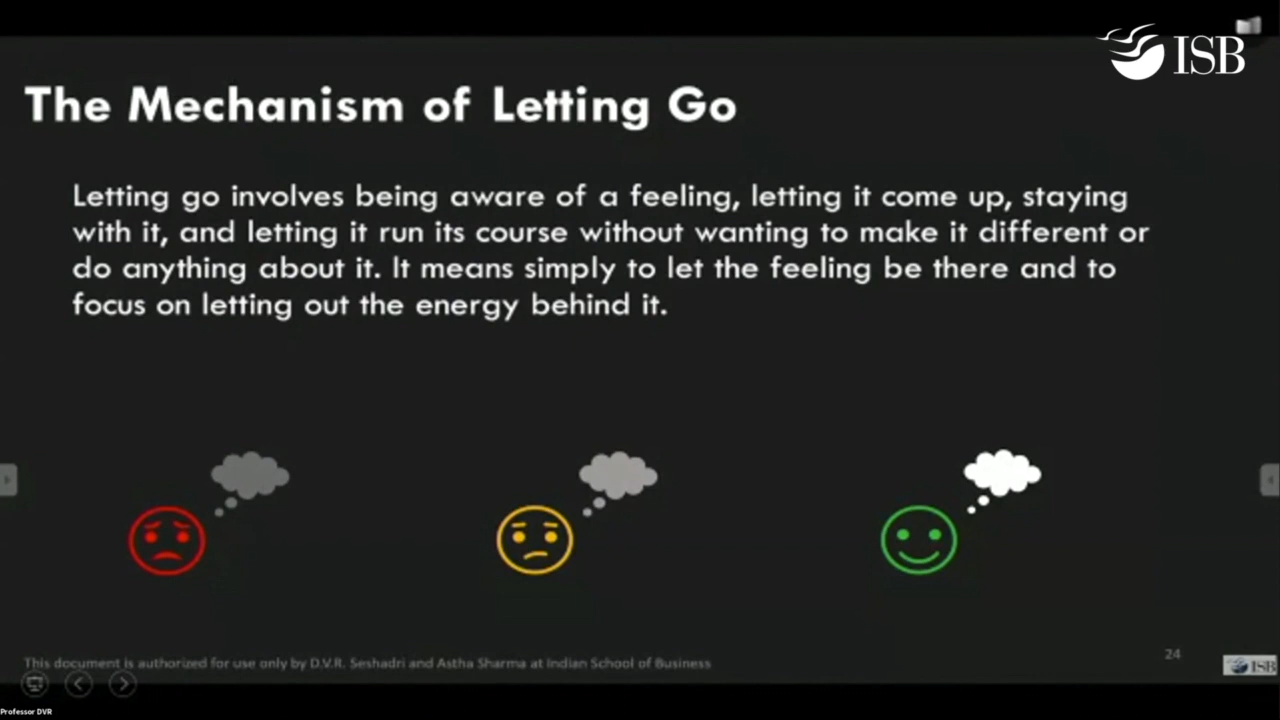 ISB
The Mechanism of Letting Go
Letting go involves being aware of a feeling, letting it come up, staying
with it, and letting it run its course without wanting to make it different or
do anything about it. It means simply to let the feeling be there and to
focus on letting out the energy behind it.
This document is authorized for use only by D.V.R. Seshadri and Astha Sharma at Indian School of Business
24
ISB
Professor DVR